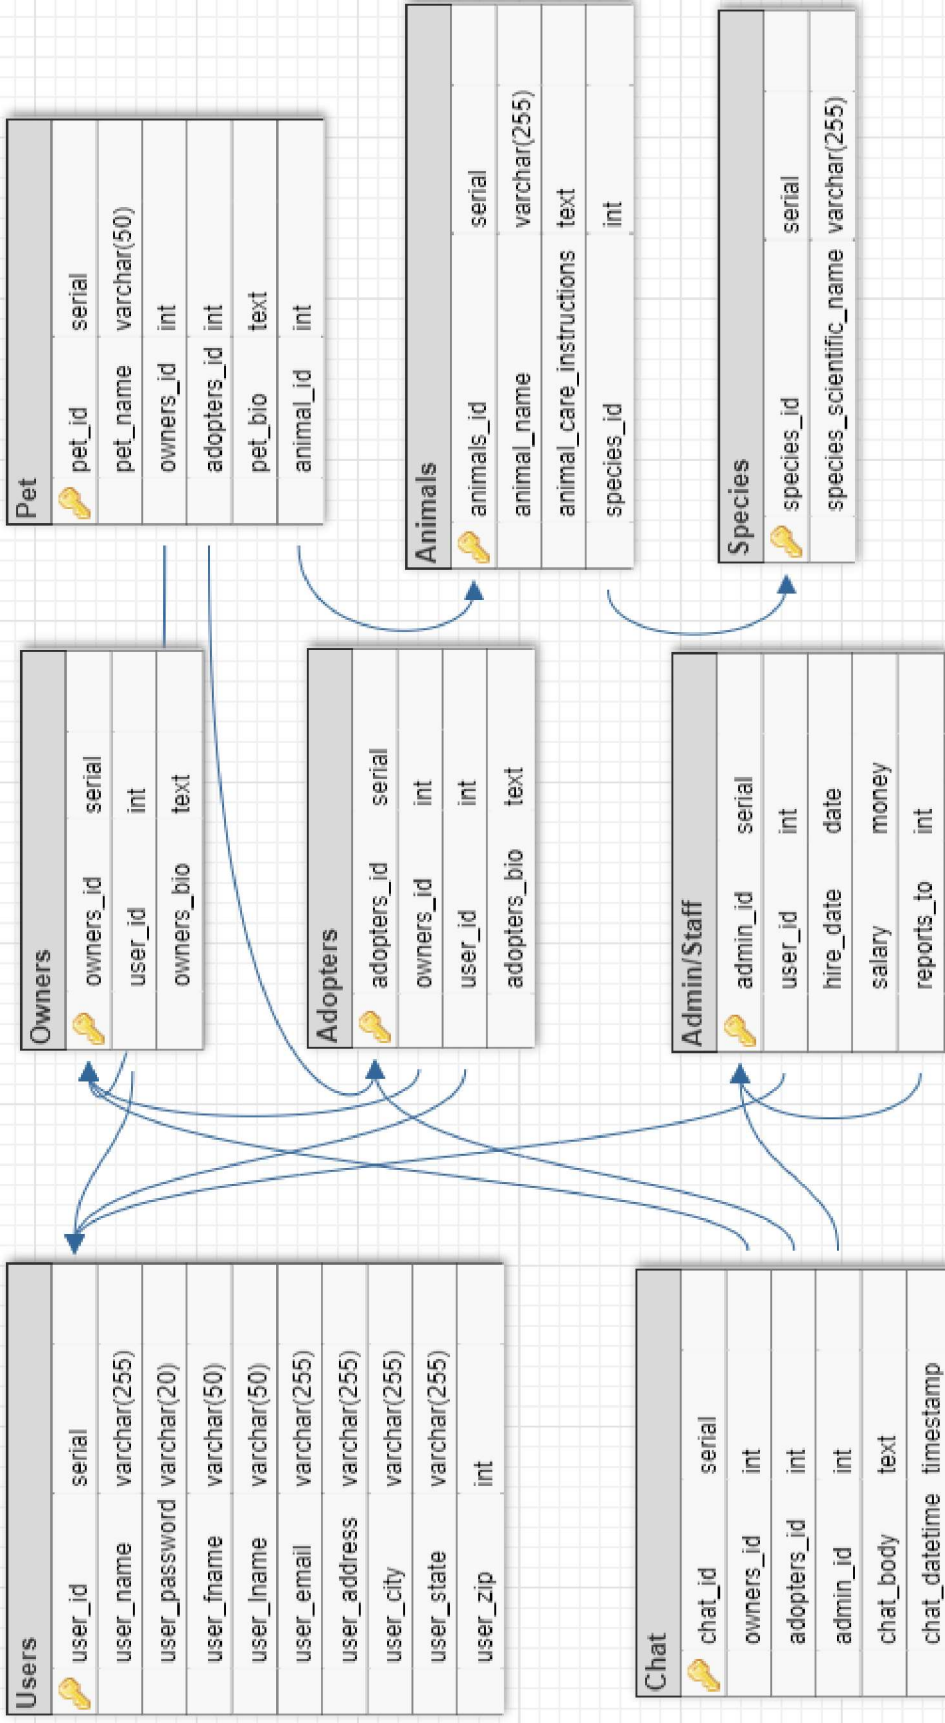 Users
user_id serial
user_name varchar(255)
user_password varchar(20)
user_fname varchar(50)
user_lname varchar(50)
user_email varchar(255)
user_address varchar(255)
user_city varchar(255)
user_state varchar(255)
user_zip int
Chat
chat_id serial
owners_id int
adopters_id int
admin_id int
chat_body text
chat_datetime timestamp
Owners
owners_id serial
user_id int
owners_bio text
Adopters
adopters_id serial
owners_id int
user_id int
adopters_bio text
Admin/Staff
admin_id serial
user_id int
hire_date date
salary money
reports_to int
Pet
pet_id serial
pet_name varchar(50)
owners_id int
adopters_id int
pet_bio text
animal_id int
Animals
animals_id serial
animal_name varchar(255)
animal_care_instructions text
species_id int
Species
species_id serial
species_scientific_name varchar(255)